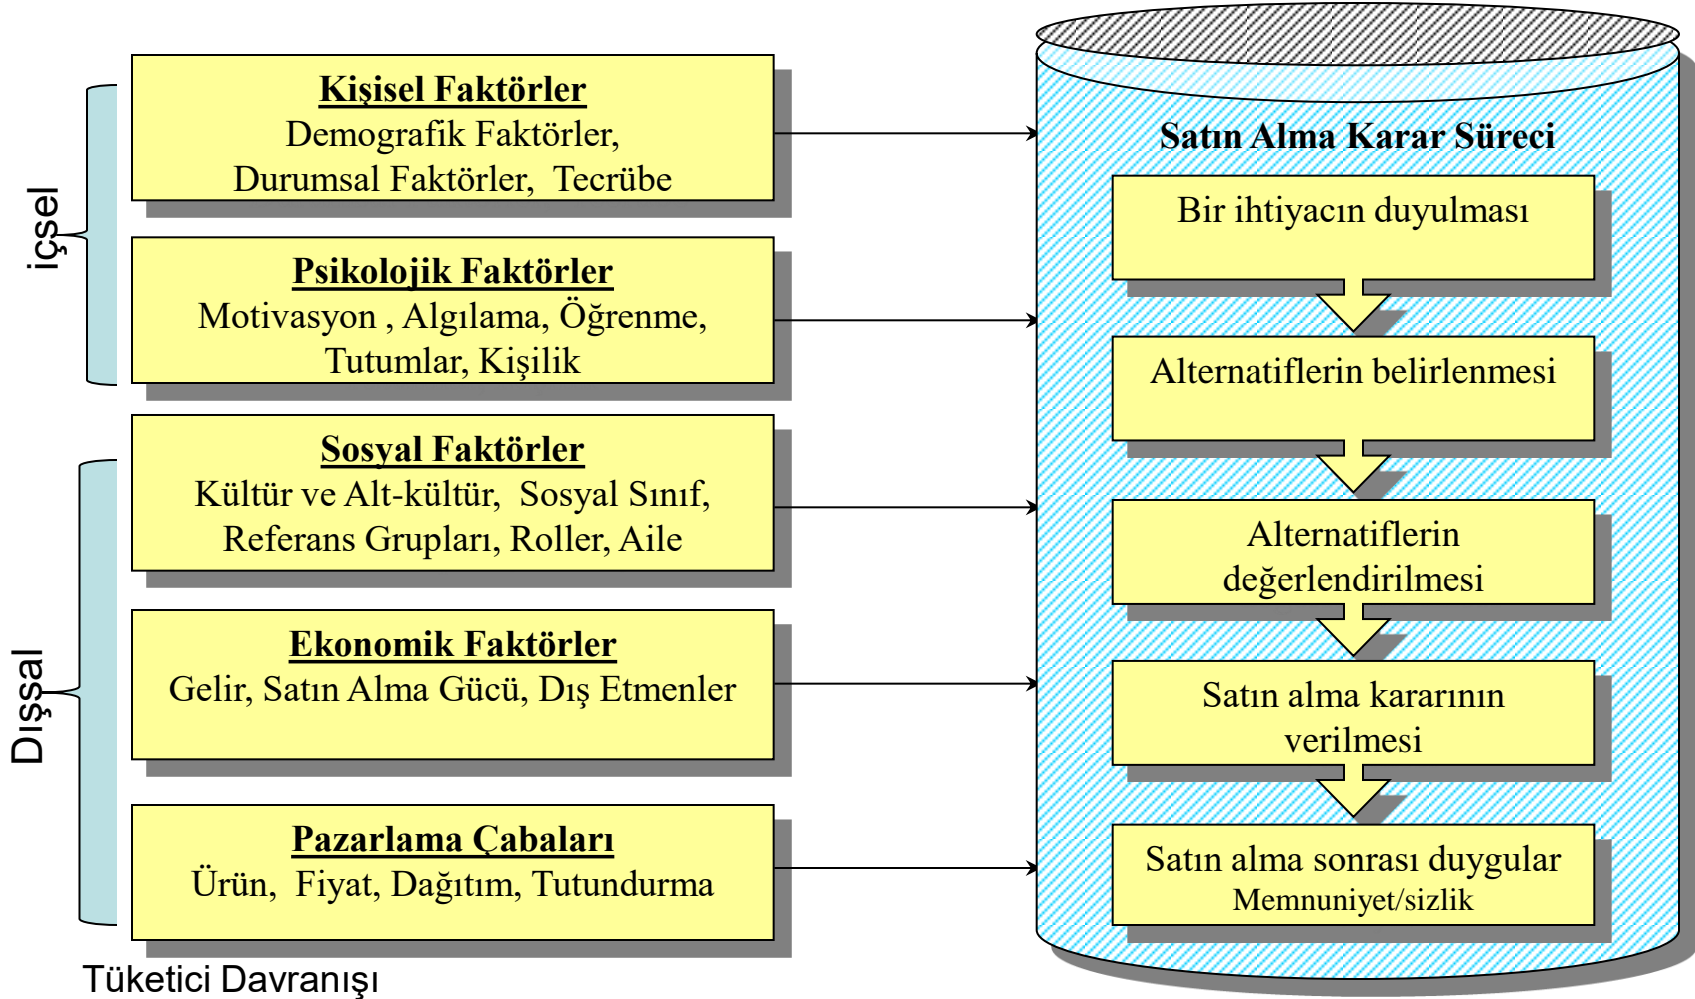 içsel
Kişisel Faktörler
Demografik Faktörler,
Durumsal Faktörler, Tecrübe
Psikolojik Faktörler
Motivasyon , Algılama, Öğrenme,
Tutumlar, Kişilik
Dışsal
Sosyal Faktörler
Kültür ve Alt-kültür, Sosyal Sınıf,
Referans Grupları, Roller, Aile
Ekonomik Faktörler
Gelir, Satın Alma Gücü, Dış Etmenler
Pazarlama Çabaları
Ürün, Fiyat, Dağıtım, Tutundurma
Satın Alma Karar Süreci
Bir ihtiyacın duyulması
Alternatiflerin belirlenmesi
Alternatiflerin
değerlendirilmesi
Satın alma kararının
verilmesi
Satın alma sonrası duygular
Memnuniyet/sizlik
Tüketici Davranışı